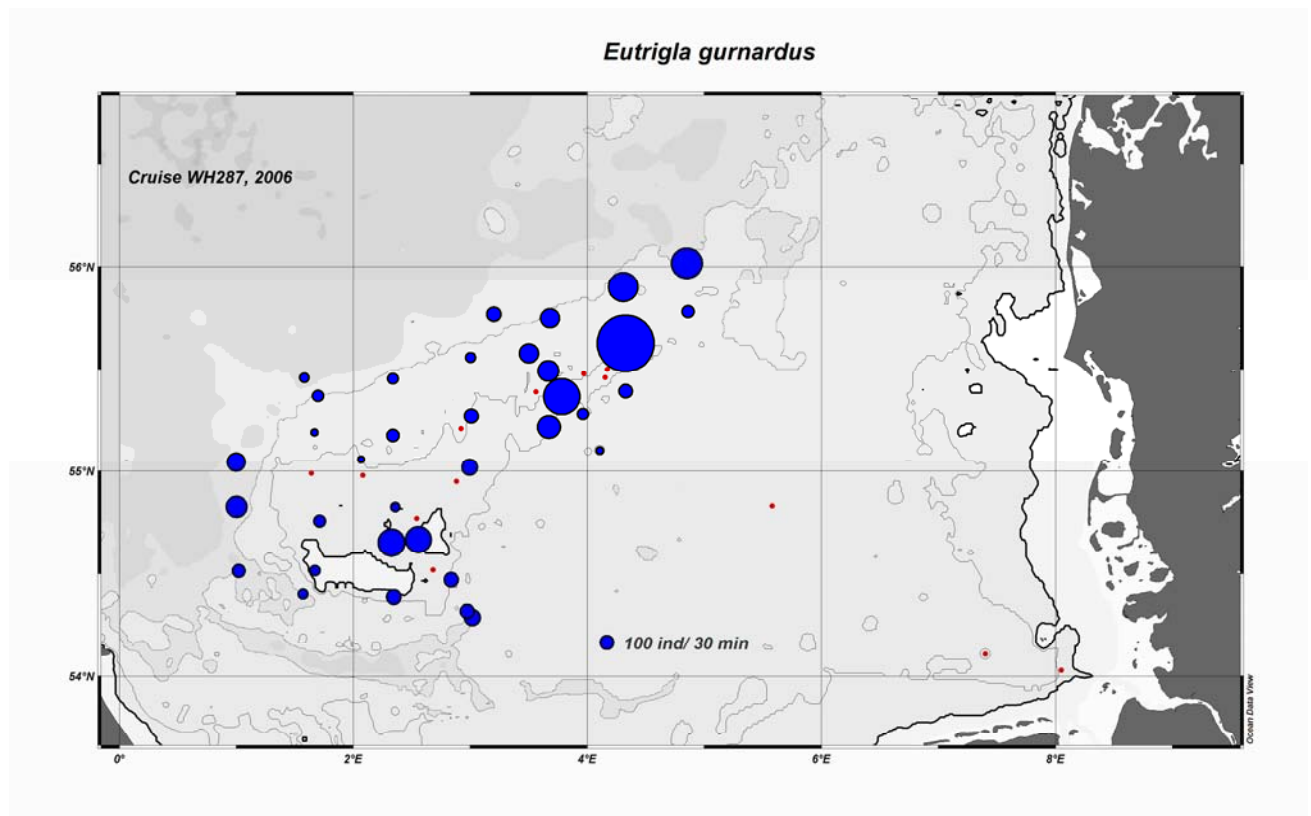 Eutrigla gurnardus
Cruise WH287, 2006
56°N
55°N
100 ind/ 30 min
54°N
Ocean Data View
0°
2°E
4°E
6°E
8°E